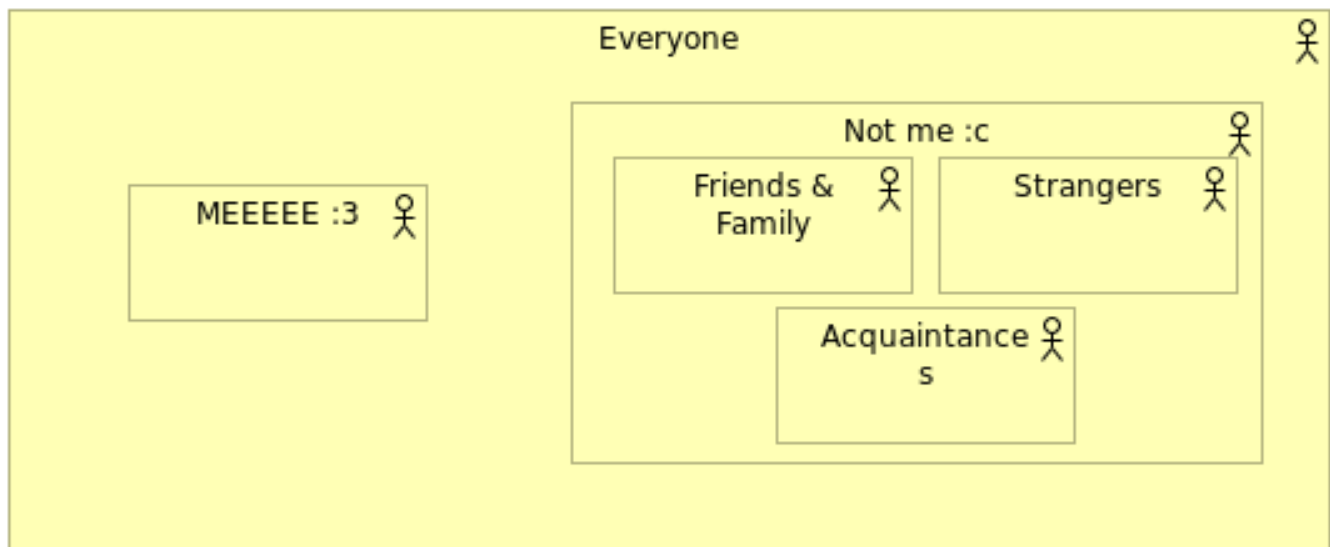 Everyone
Not me :c
MEEEEE :3
Friends &
Family
Strangers
Acquaintance
s